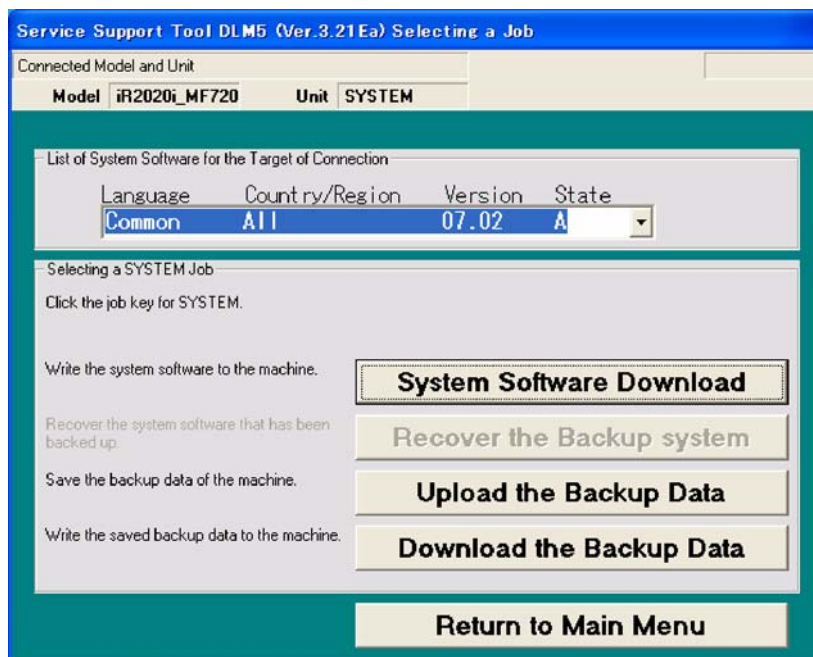 Service Support Tool DLM5 (Ver.3.21Ea) Selecting a Job
Connected Model and Unit
Model iR2020i_MF720 Unit SYSTEM
List of System Software for the Target of Connection
Language Country/Region Version State
Common All 07.02 A
Selecting a SYSTEM Job
Click the job key for SYSTEM.
Write the system software to the machine.
System Software Download
Recover the system software that has been
backed up.
Recover the Backup system
Save the backup data of the machine.
Upload the Backup Data
Write the saved backup data to the machine.
Download the Backup Data
Return to Main Menu